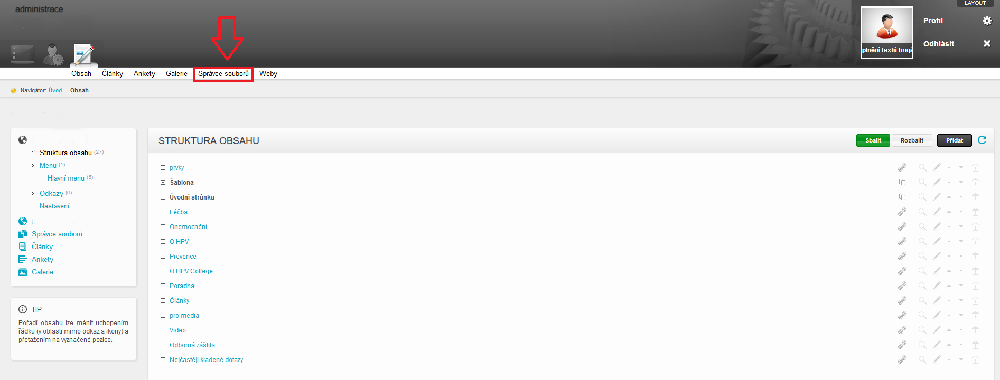 administrace
LAYOUT
Profil
Odhlásit
plnění textů brigá
Obsah Články Ankety Galerie Správce souborů Weby
Navigátor: Úvod > Obsah
Struktura obsahu (27)
Menu (1)
Hlavní menu (5)
Odkazy (6)
Nastavení
Správce souborů
Články
Ankety
Galerie
TIP
Pořadí obsahu lze měnit uchopením
řádku (v oblasti mimo odkaz a ikony) a
přetažením na vyznačené pozice.
STRUKTURA OBSAHU
Sbalit Rozbalit Přidat
prvky
Šablona
Úvodní stránka
Léčba
Onemocnění
O HPV
Prevence
O HPV College
Poradna
Články
pro media
Video
Odborná záštita
Nejčastěji kladené dotazy